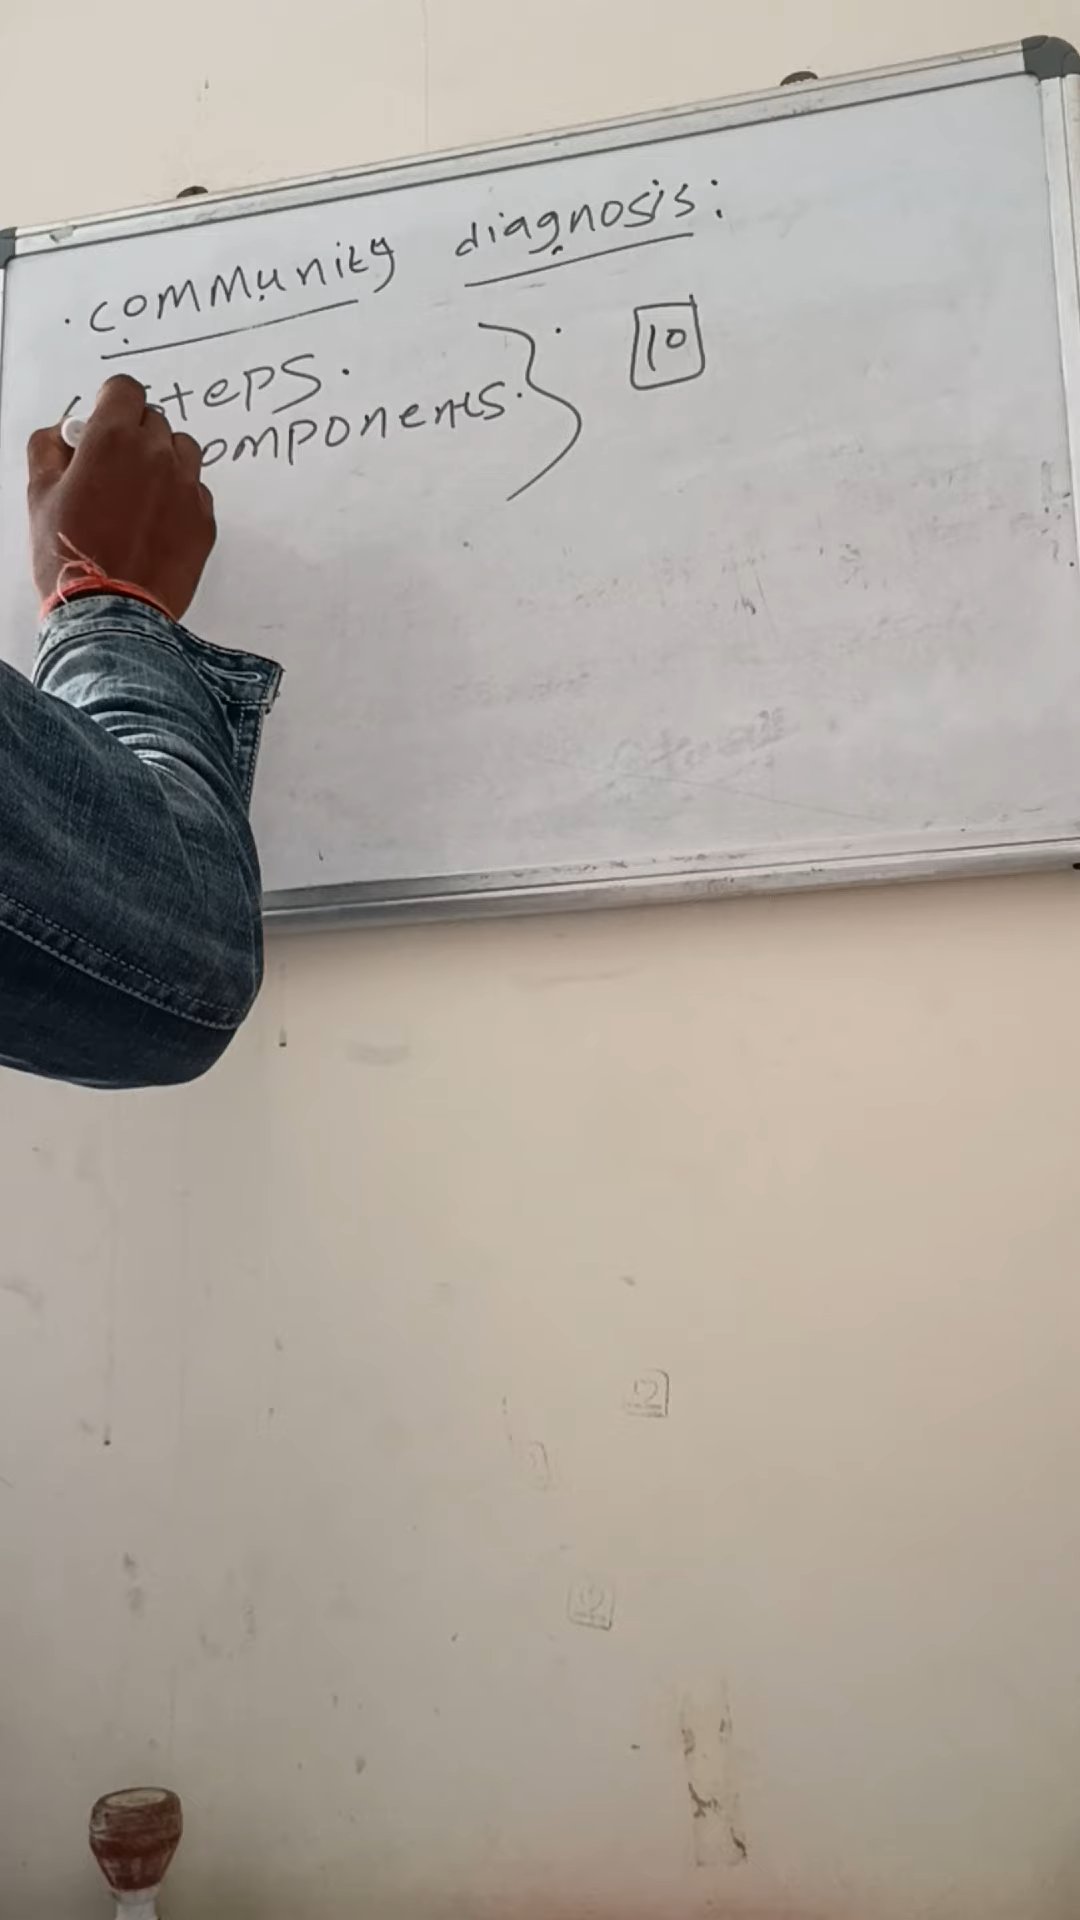 . community diagnosis:
steps.
omponents.
10